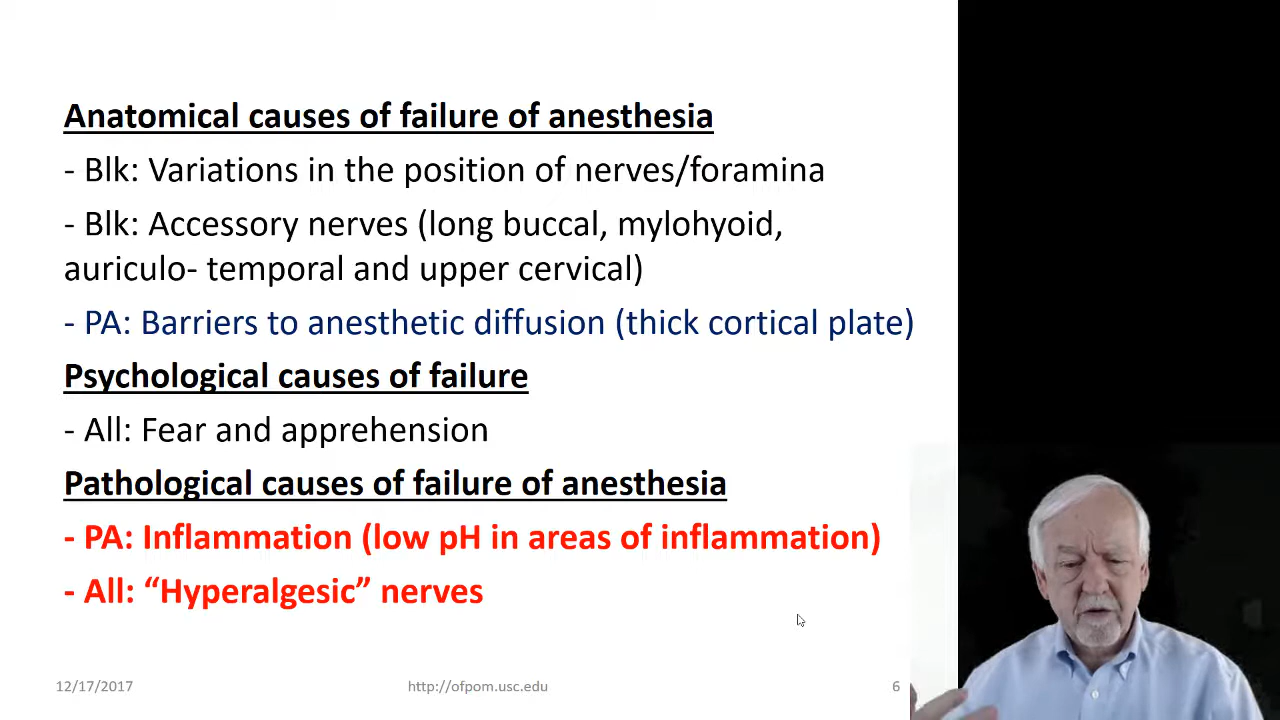 Anatomical causes of failure of anesthesia
- Blk: Variations in the position of nerves/foramina
- Blk: Accessory nerves (long buccal, mylohyoid,
auriculo- temporal and upper cervical)
- PA: Barriers to anesthetic diffusion (thick cortical plate)
Psychological causes of failure
- All: Fear and apprehension
Pathological causes of failure of anesthesia
- PA: Inflammation (low pH in areas of inflammation)
- All: “Hyperalgesic” nerves
12/17/2017
http://ofpom.usc.edu
6